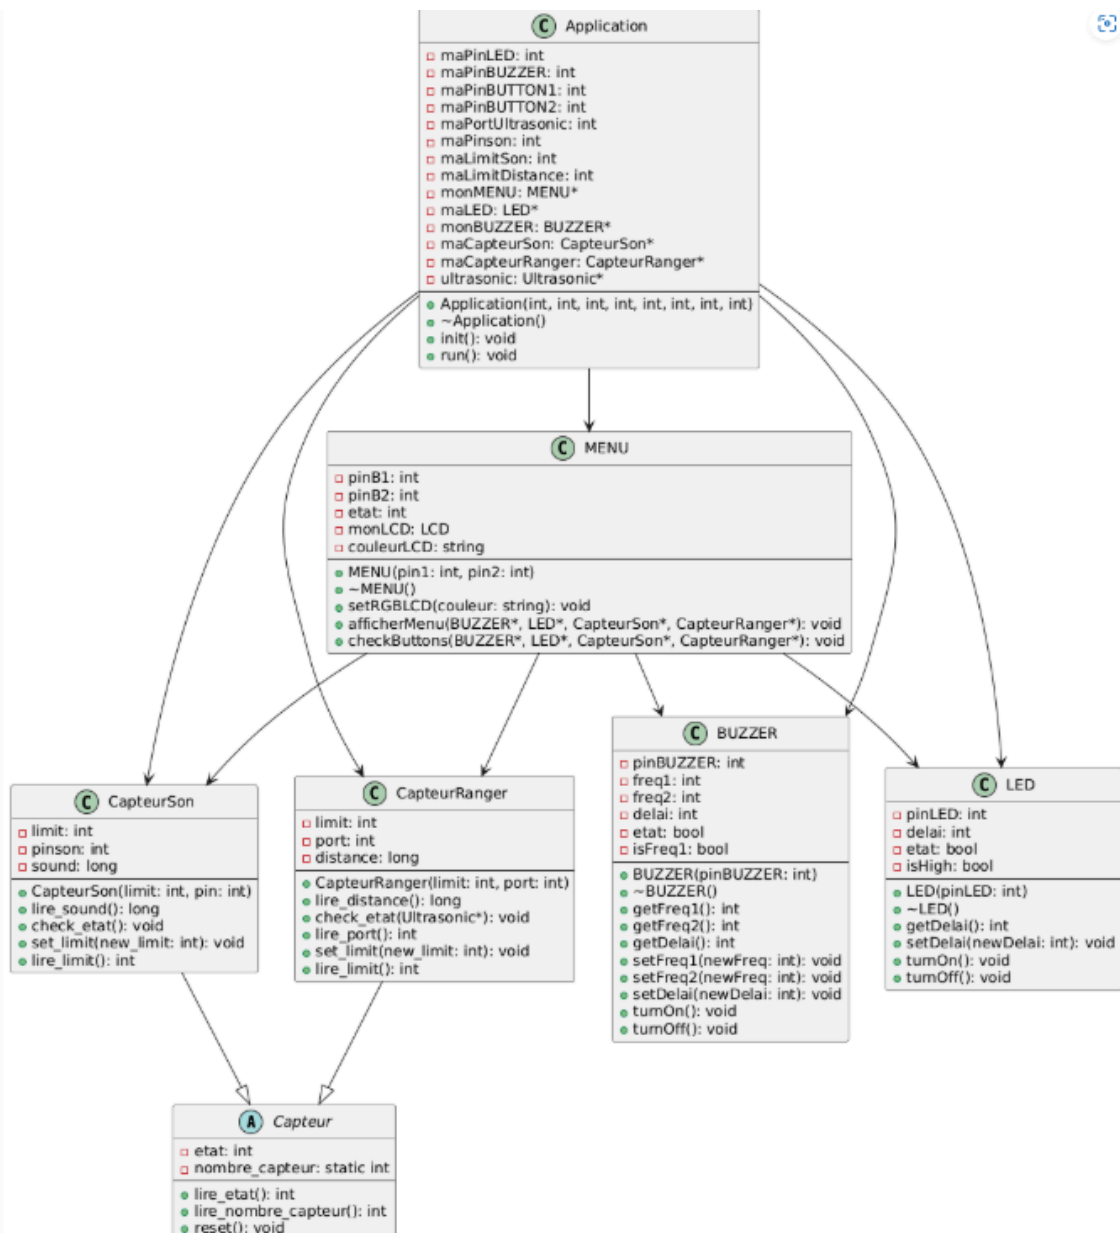 C Application
maPinLED: int
maPinBUZZER: int
maPinBUTTON1: int
maPinBUTTON2: int
maPortUltrasonic: int
maPinson: int
maLimitSon: int
maLimitDistance: int
monMENU: MENU*
maLED: LED*
monBUZZER: BUZZER*
maCapteurSon: CapteurSon*
maCapteurRanger: CapteurRanger*
ultrasonic: Ultrasonic*
Application(int, int, int, int, int, int, int, int)
~Application()
init(): void
run(): void
C MENU
pinB1: int
pinB2: int
etat: int
monLCD: LCD
couleurLCD: string
MENU(pin1: int, pin2: int)
~MENU()
setRGBLCD(couleur: string): void
afficherMenu(BUZZER*, LED*, CapteurSon*, CapteurRanger*): void
checkButtons(BUZZER*, LED*, CapteurSon*, CapteurRanger*): void
C CapteurSon
limit: int
pinson: int
sound: long
CapteurSon(limit: int, pin: int)
lire_sound(): long
check_etat(): void
set_limit(new_limit: int): void
lire_limit(): int
C CapteurRanger
limit: int
port: int
distance: long
CapteurRanger(limit: int, port: int)
lire_distance(): long
check_etat(Ultrasonic*): void
lire_port(): int
set_limit(new_limit: int): void
lire_limit(): int
C BUZZER
pinBUZZER: int
freq1: int
freq2: int
delai: int
etat: bool
isFreq1: bool
BUZZER(pinBUZZER: int)
~BUZZER()
getFreq1(): int
getFreq2(): int
getDelai(): int
setFreq1(newFreq: int): void
setFreq2(newFreq: int): void
setDelai(newDelai: int): void
turnOn(): void
turnOff(): void
C LED
pinLED: int
delai: int
etat: bool
isHigh: bool
LED(pinLED: int)
~LED()
getDelai(): int
setDelai(newDelai: int): void
turnOn(): void
turnOff(): void
A Capteur
etat: int
nombre_capteur: static int
lire_etat(): int
lire_nombre_capteur(): int
reset(): void